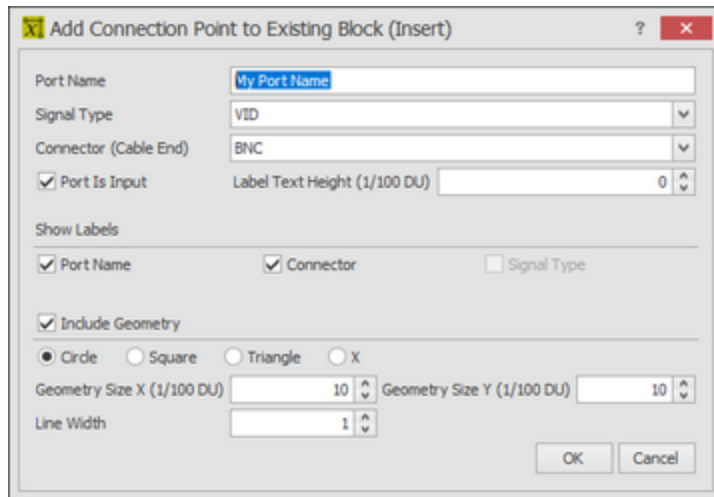 Add Connection Point to Existing Block (Insert) ?
Port Name My Port Name
Signal Type VID
Connector (Cable End) BNC
Port Is Input Label Text Height (1/100 DU) 0
Show Labels
Port Name Connector Signal Type
Include Geometry
Circle Square Triangle X
Geometry Size X (1/100 DU) 10 Geometry Size Y (1/100 DU) 10
Line Width 1
OK Cancel